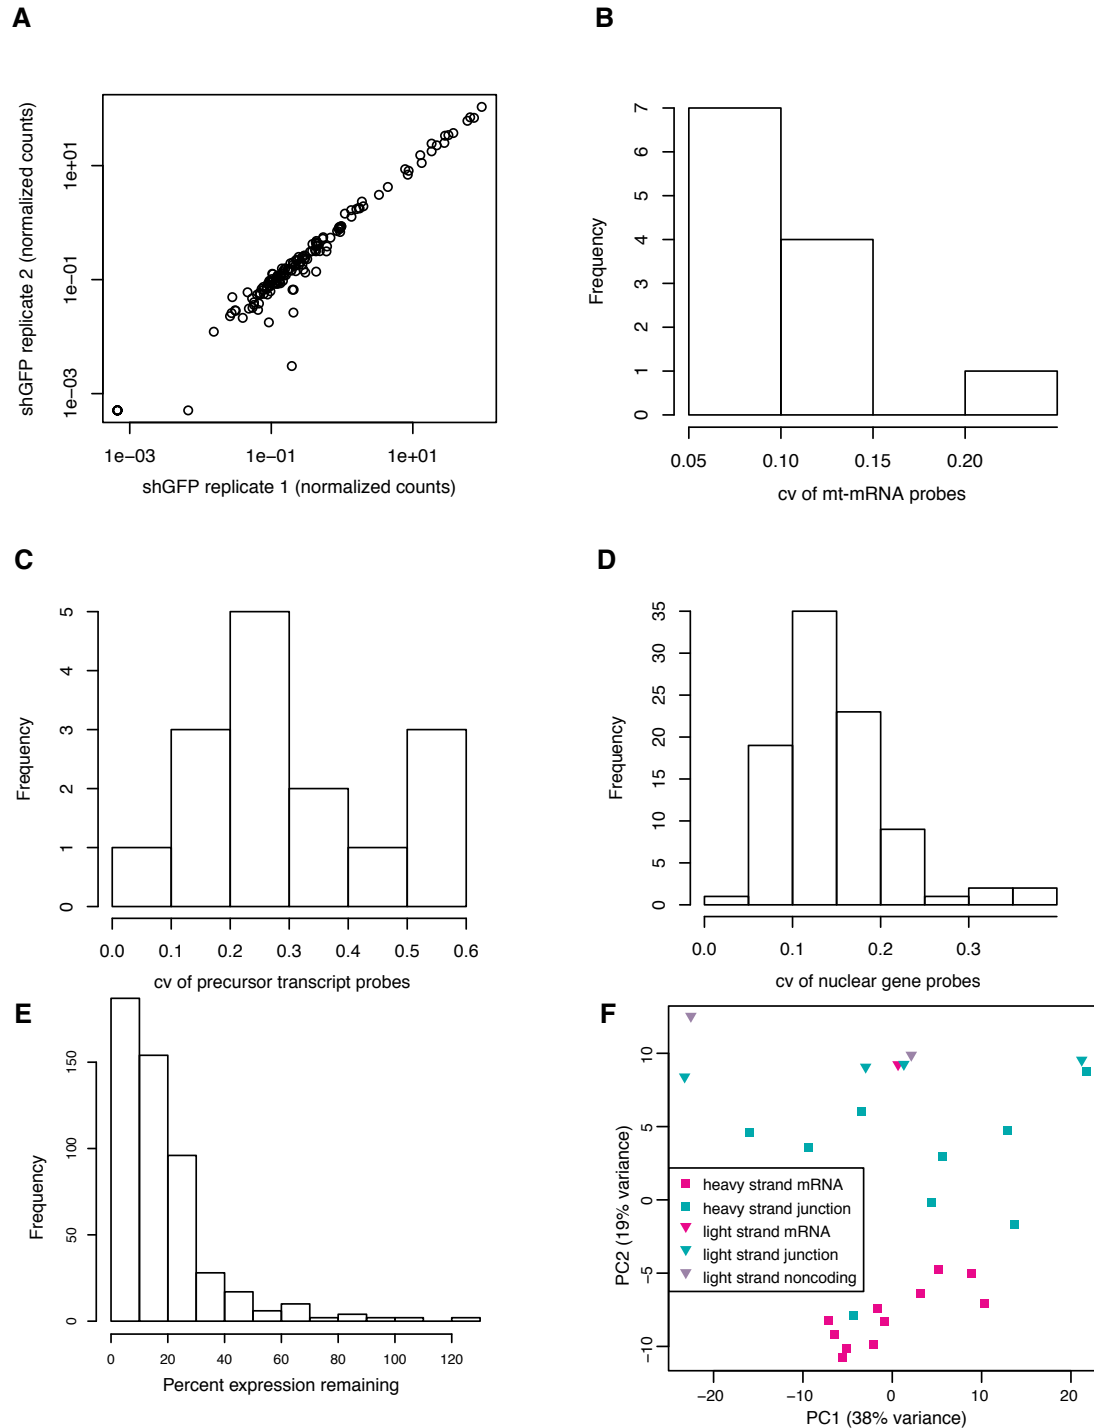 A
shGFP replicate 2 (normalized counts)
1e+01
1e-01
1e-03
1e-03 1e-01 1e+01
shGFP replicate 1 (normalized counts)
B
Frequency
7
6
5
4
3
2
1
0
0.05 0.10 0.15 0.20
cv of mt-mRNA probes
C
Frequency
5
4
3
2
1
0
0.0 0.1 0.2 0.3 0.4 0.5 0.6
cv of precursor transcript probes
D
Frequency
35
30
25
20
15
10
5
0
0.0 0.1 0.2 0.3
cv of nuclear gene probes
E
Frequency
150
100
50
0
0 20 40 60 80 100 120
Percent expression remaining
F
PC2 (19% variance)
10
5
0
-5
-10
heavy strand mRNA
heavy strand junction
light strand mRNA
light strand junction
light strand noncoding
-20 -10 0 10 20
PC1 (38% variance)